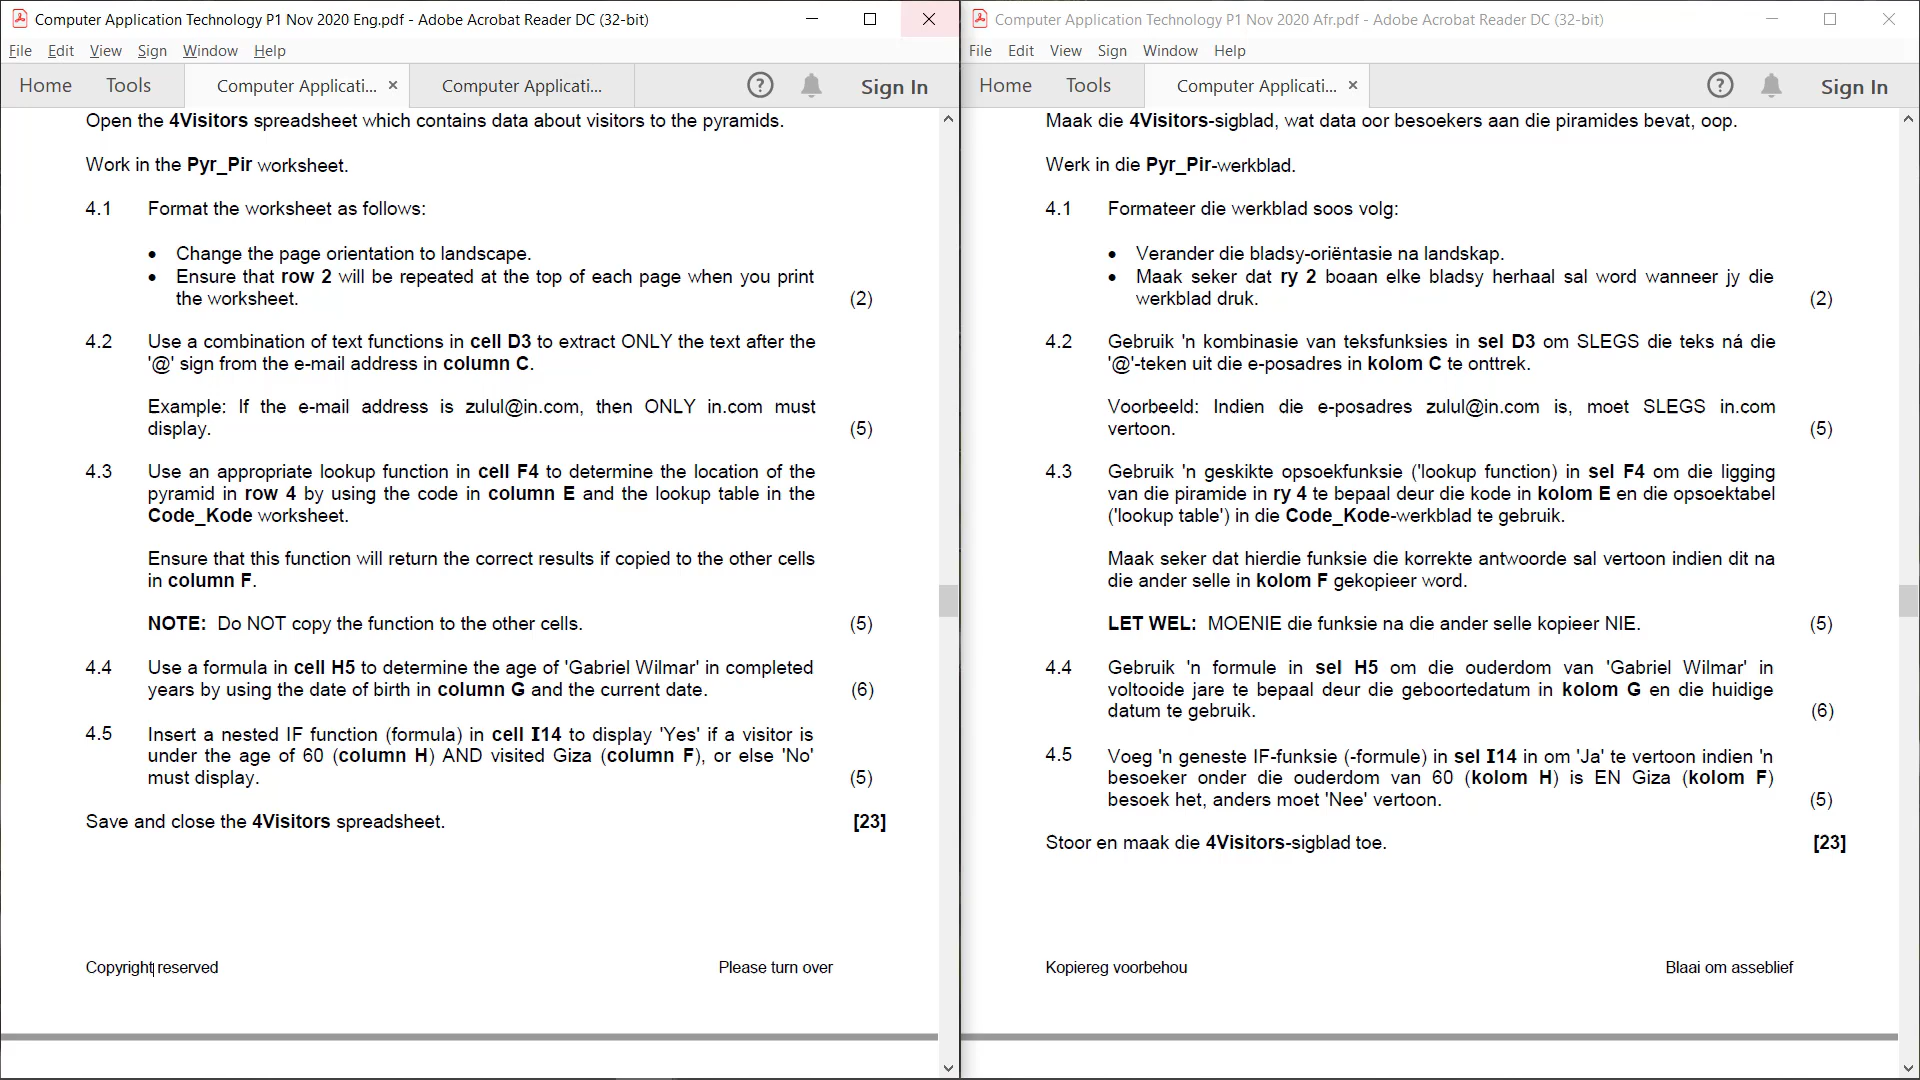 Computer Application Technology P1 Nov 2020 Eng.pdf - Adobe Acrobat Reader DC (32-bit)
File Edit View Sign Window Help
Home Tools Computer Applicati... × Computer Applicati... ? Sign In
Open the 4Visitors spreadsheet which contains data about visitors to the pyramids.
Work in the Pyr_Pir worksheet.
4.1 Format the worksheet as follows:
• Change the page orientation to landscape.
• Ensure that row 2 will be repeated at the top of each page when you print
the worksheet. (2)
4.2 Use a combination of text functions in cell D3 to extract ONLY the text after the
'@' sign from the e-mail address in column C.
Example: If the e-mail address is zulul@in.com, then ONLY in.com must
display. (5)
4.3 Use an appropriate lookup function in cell F4 to determine the location of the
pyramid in row 4 by using the code in column E and the lookup table in the
Code_Kode worksheet.
Ensure that this function will return the correct results if copied to the other cells
in column F.
NOTE: Do NOT copy the function to the other cells. (5)
4.4 Use a formula in cell H5 to determine the age of 'Gabriel Wilmar' in completed
years by using the date of birth in column G and the current date. (6)
4.5 Insert a nested IF function (formula) in cell I14 to display 'Yes' if a visitor is
under the age of 60 (column H) AND visited Giza (column F), or else 'No'
must display. (5)
Save and close the 4Visitors spreadsheet. [23]
Copyright reserved Please turn over
Computer Application Technology P1 Nov 2020 Afr.pdf - Adobe Acrobat Reader DC (32-bit)
File Edit View Sign Window Help
Home Tools Computer Applicati... × ? Sign In
Maak die 4Visitors-sigblad, wat data oor besoekers aan die piramides bevat, oop.
Werk in die Pyr_Pir-werkblad.
4.1 Formateer die werkblad soos volg:
• Verander die bladsy-oriëntasie na landskap.
• Maak seker dat ry 2 boaan elke bladsy herhaal sal word wanneer jy die
werkblad druk. (2)
4.2 Gebruik 'n kombinasie van teksfunksies in sel D3 om SLEGS die teks ná die
'@'-teken uit die e-posadres in kolom C te onttrek.
Voorbeeld: Indien die e-posadres zulul@in.com is, moet SLEGS in.com
vertoon. (5)
4.3 Gebruik 'n geskikte opsoekfunksie ('lookup function) in sel F4 om die ligging
van die piramide in ry 4 te bepaal deur die kode in kolom E en die opsoektabel
('lookup table') in die Code_Kode-werkblad te gebruik.
Maak seker dat hierdie funksie die korrekte antwoorde sal vertoon indien dit na
die ander selle in kolom F gekopieer word.
LET WEL: MOENIE die funksie na die ander selle kopieer NIE. (5)
4.4 Gebruik 'n formule in sel H5 om die ouderdom van 'Gabriel Wilmar' in
voltooide jare te bepaal deur die geboortedatum in kolom G en die huidige
datum te gebruik. (6)
4.5 Voeg 'n geneste IF-funksie (-formule) in sel I14 in om 'Ja' te vertoon indien 'n
besoeker onder die ouderdom van 60 (kolom H) is EN Giza (kolom F)
besoek het, anders moet 'Nee' vertoon. (5)
Stoor en maak die 4Visitors-sigblad toe. [23]
Kopiereg voorbehou Blaai om asseblief